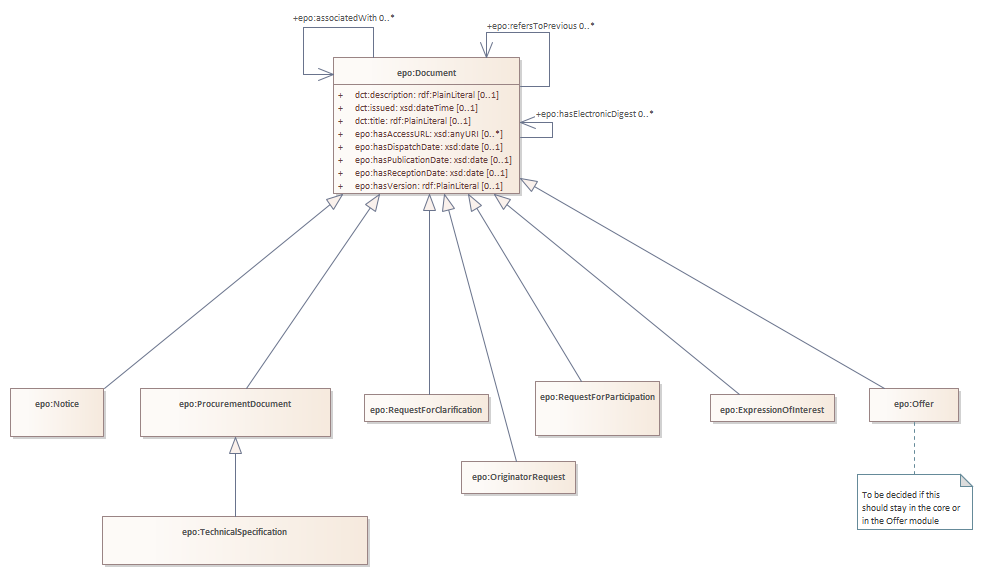 +epo:associatedWith 0..*
+epo:refersToPrevious 0..*
epo:Document
+ dct:description: rdf:PlainLiteral [0..1]
+ dct:issued: xsd:dateTime [0..1]
+ dct:title: rdf:PlainLiteral [0..1]
+epo:hasElectronicDigest 0..*
+ epo:hasAccessURL: xsd:anyURI [0..*]
+ epo:hasDispatchDate: xsd:date [0..1]
+ epo:hasPublicationDate: xsd:date [0..1]
+ epo:hasReceptionDate: xsd:date [0..1]
+ epo:hasVersion: rdf:PlainLiteral [0..1]
epo:Notice
epo:ProcurementDocument
epo:RequestForClarification
epo:RequestForParticipation
epo:ExpressionOfInterest
epo:Offer
epo:OriginatorRequest
To be decided if this
should stay in the core or
in the Offer module
epo:TechnicalSpecification